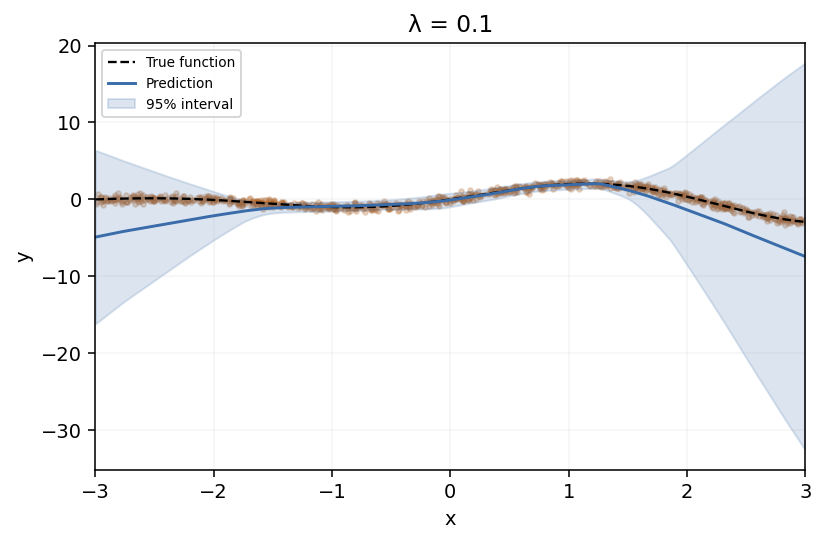 λ = 0.1
True function
Prediction
95% interval
y
20
10
0
−10
−20
−30
−3
−2
−1
0
1
2
3
x